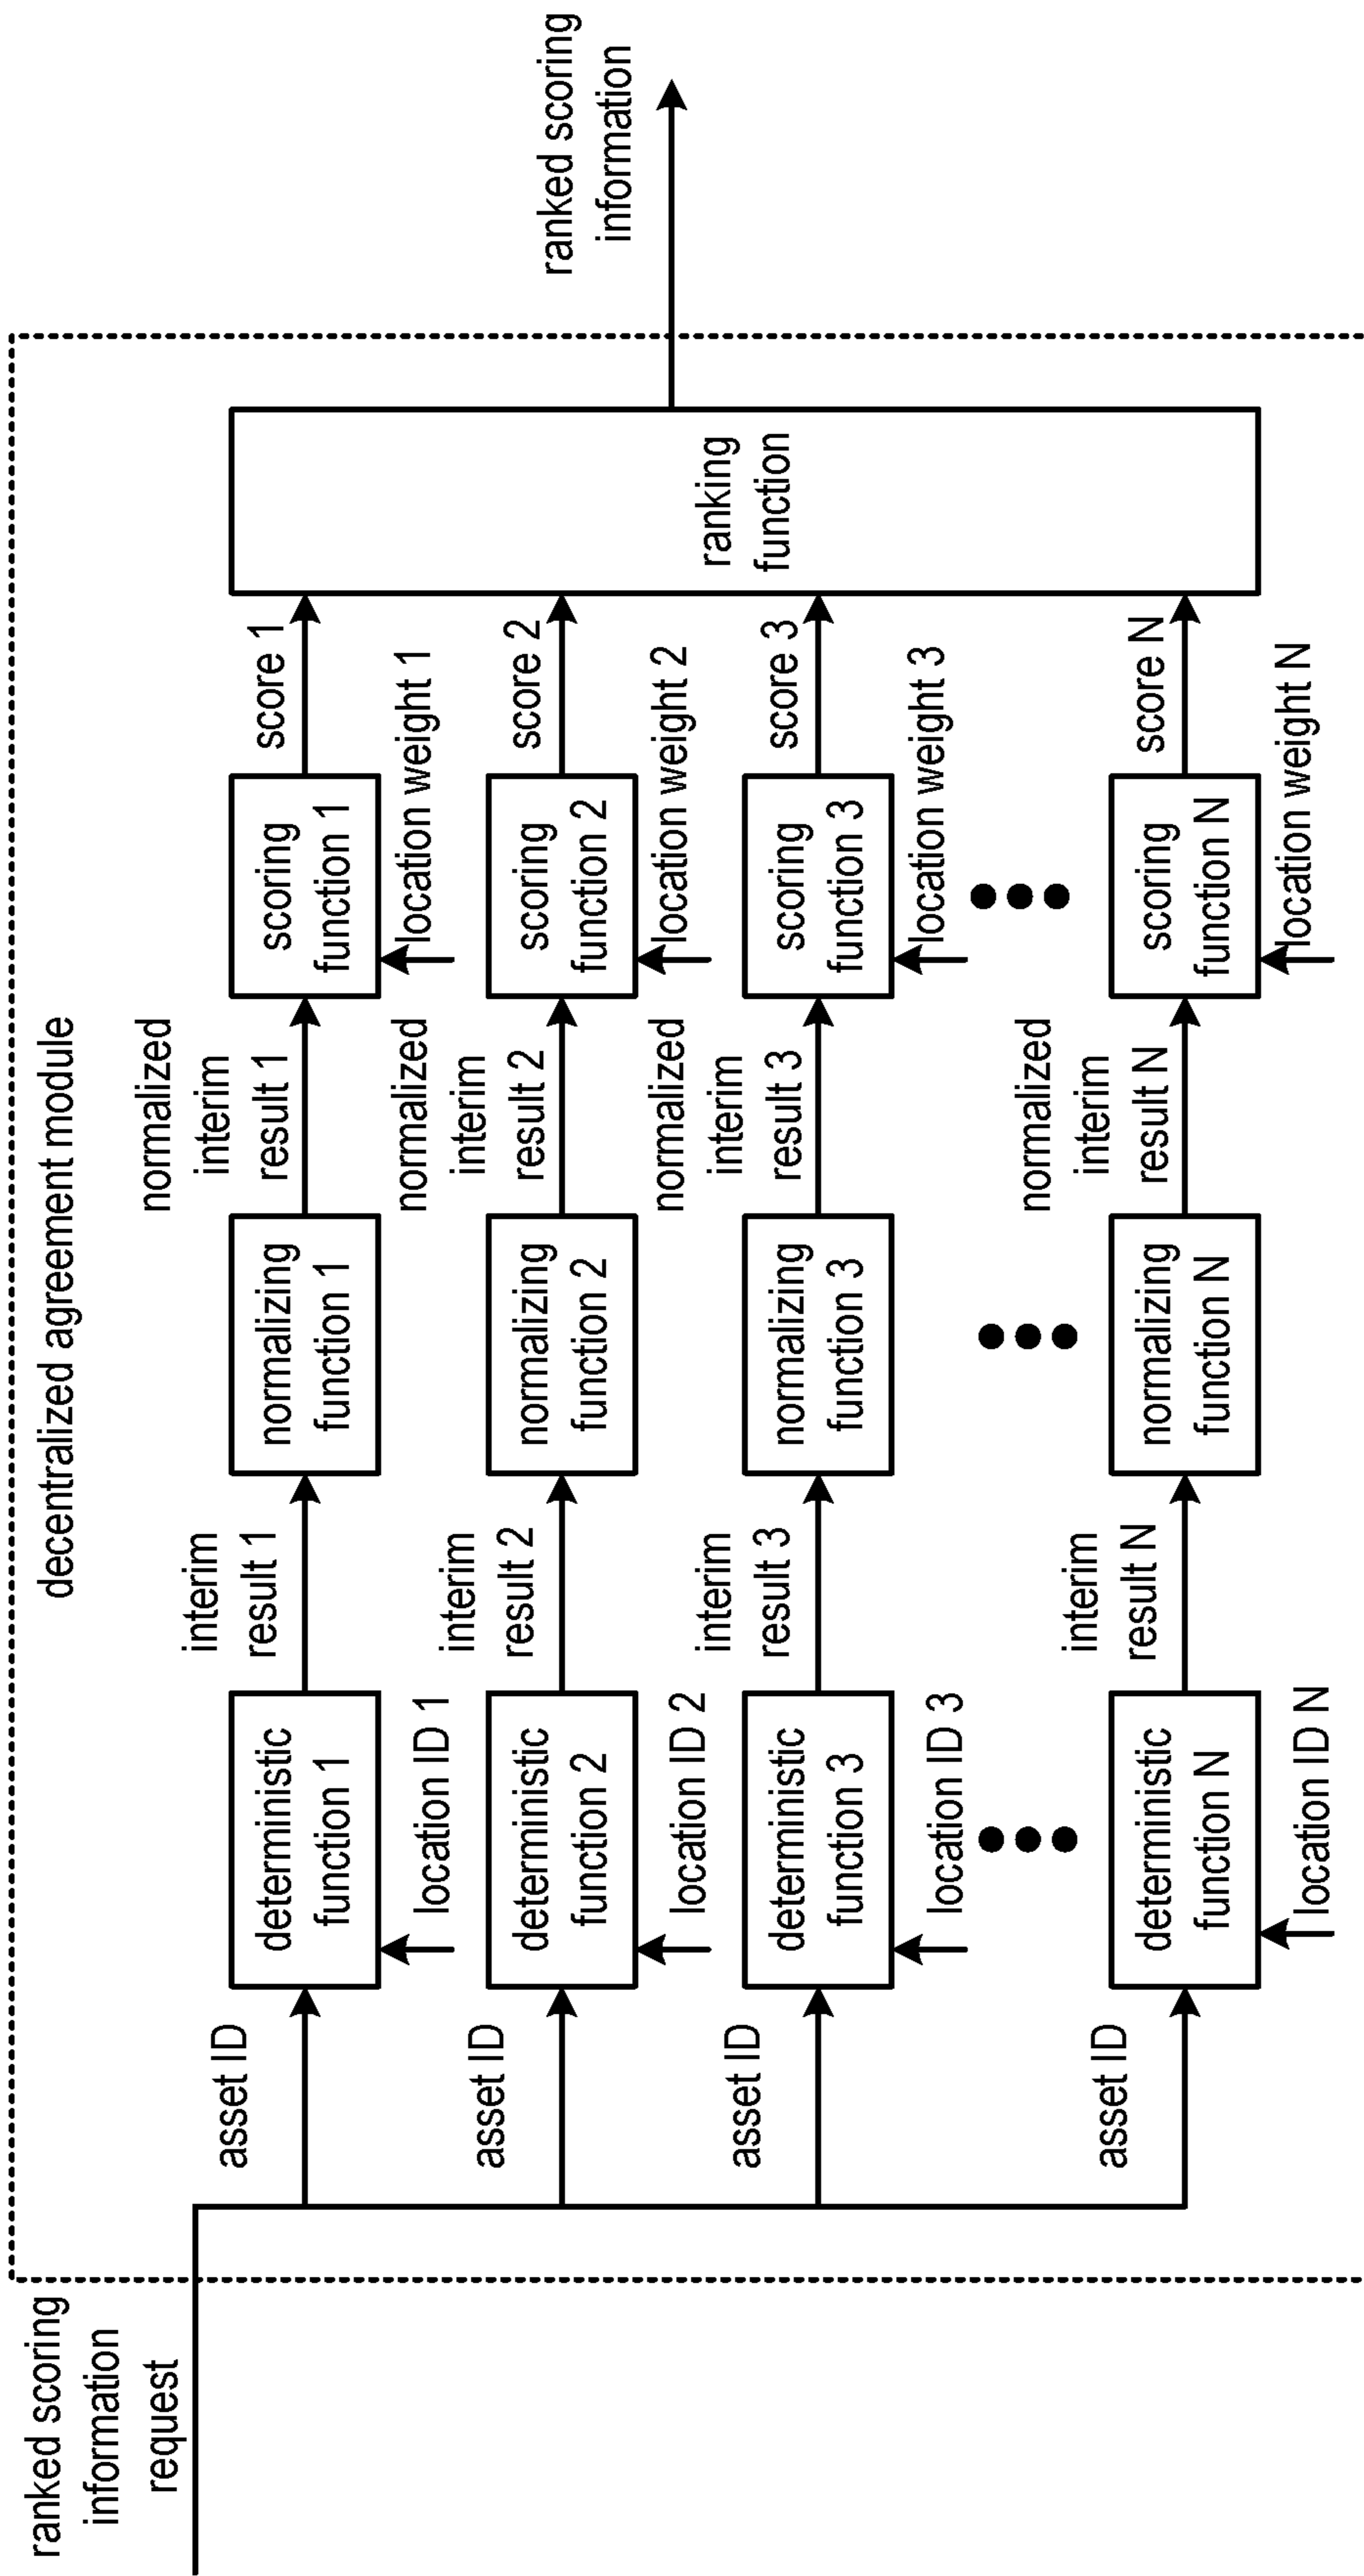 decentralized agreement module
ranked scoring
information
request
asset ID
deterministic
function 1
location ID 1
interim
result 1
normalizing
function 1
normalized
interim
result 1
scoring
function 1
location weight 1
score 1
asset ID
deterministic
function 2
location ID 2
interim
result 2
normalizing
function 2
normalized
interim
result 2
scoring
function 2
location weight 2
score 2
asset ID
deterministic
function 3
location ID 3
interim
result 3
normalizing
function 3
normalized
interim
result 3
scoring
function 3
location weight 3
score 3
asset ID
deterministic
function N
location ID N
interim
result N
normalizing
function N
normalized
interim
result N
scoring
function N
location weight N
score N
ranking
function
ranked scoring
information